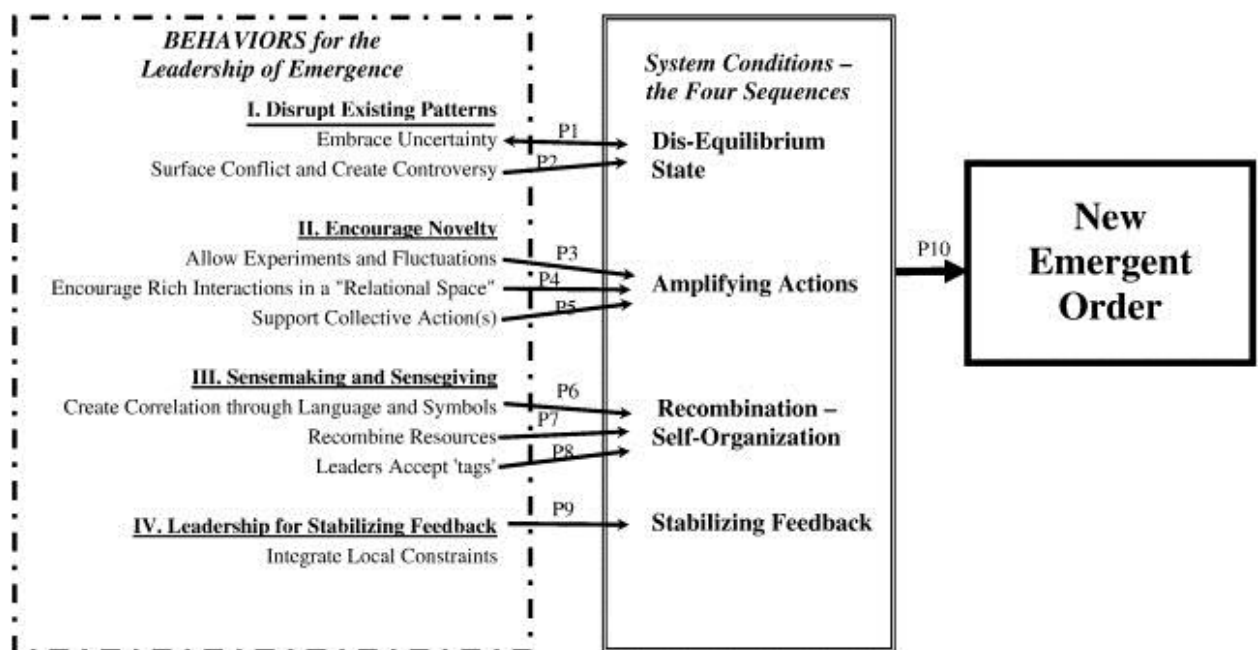 BEHAVIORS for the
Leadership of Emergence
I. Disrupt Existing Patterns
Embrace Uncertainty
Surface Conflict and Create Controversy
II. Encourage Novelty
Allow Experiments and Fluctuations
Encourage Rich Interactions in a "Relational Space"
Support Collective Action(s)
III. Sensemaking and Sensegiving
Create Correlation through Language and Symbols
Recombine Resources
Leaders Accept 'tags'
IV. Leadership for Stabilizing Feedback
Integrate Local Constraints
P1
P2
P3
P4
P5
P6
P7
P8
P9
System Conditions –
the Four Sequences
Dis-Equilibrium
State
Amplifying Actions
Recombination –
Self-Organization
Stabilizing Feedback
P10
New
Emergent
Order